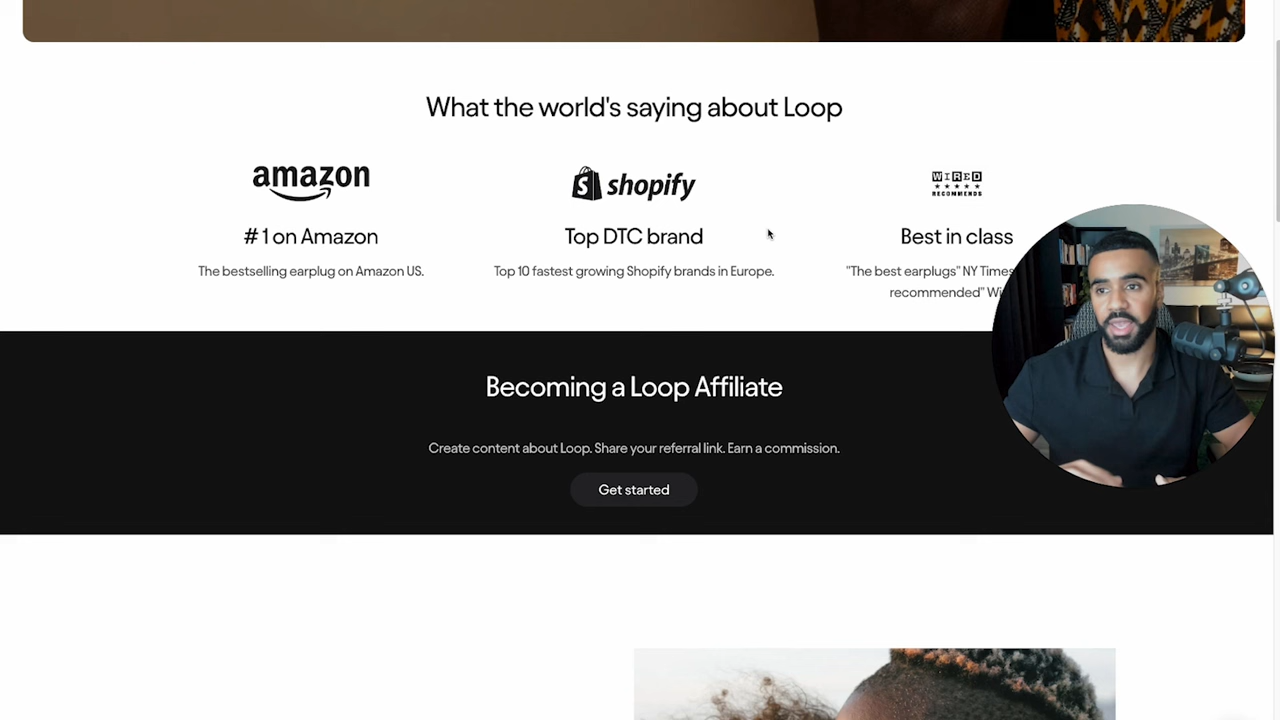 What the world's saying about Loop
amazon
shopify
WIRED
RECOMMENDS
#1 on Amazon
Top DTC brand
Best in class
The bestselling earplug on Amazon US.
Top 10 fastest growing Shopify brands in Europe.
"The best earplugs" NY Times
recommended"
Becoming a Loop Affiliate
Create content about Loop. Share your referral link. Earn a commission.
Get started